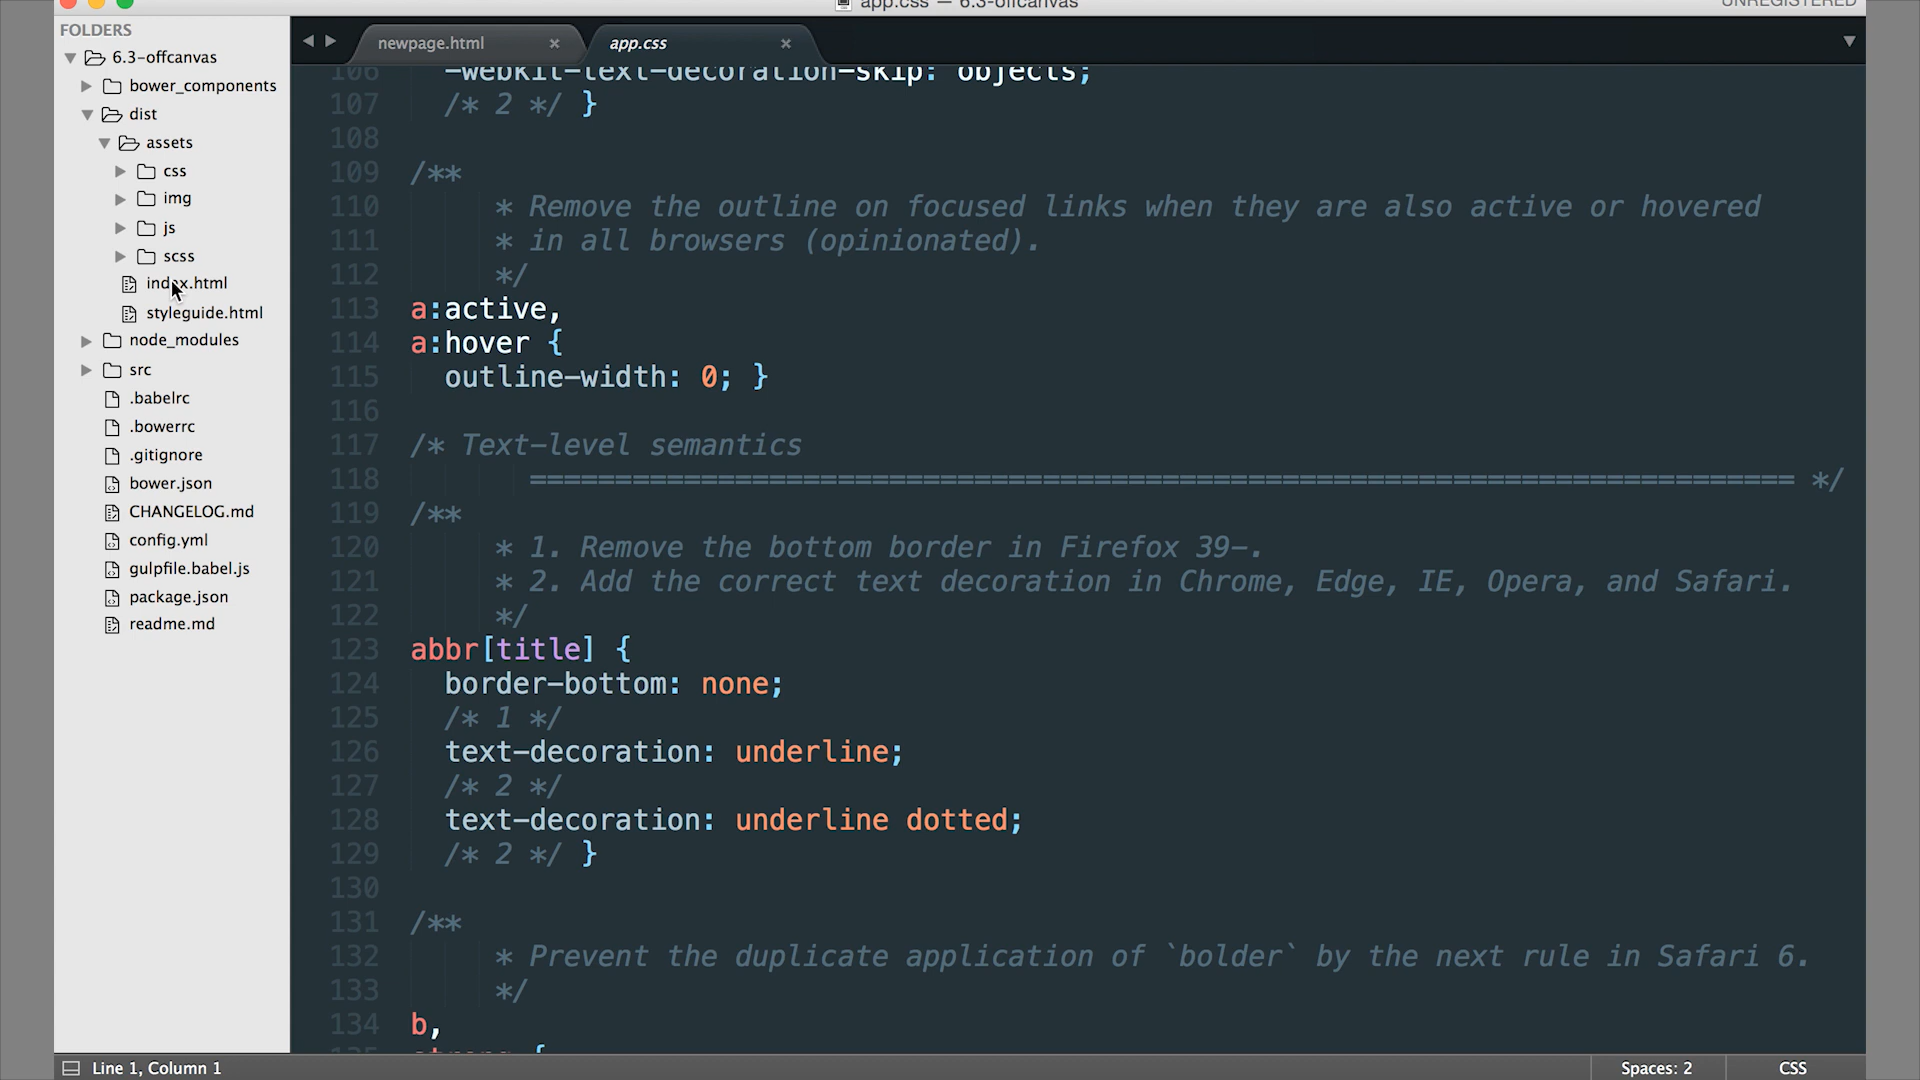 app.css — 6.3-offcanvas
UNREGISTERED
FOLDERS
6.3-offcanvas
bower_components
dist
assets
css
img
js
scss
index.html
styleguide.html
node_modules
src
.babelrc
.bowerrc
.gitignore
bower.json
CHANGELOG.md
config.yml
gulpfile.babel.js
package.json
readme.md
newpage.html
app.css
106 -webkit-text-decoration-skip: objects;
107 /* 2 */ }
108
109 /**
110 * Remove the outline on focused links when they are also active or hovered
111 * in all browsers (opinionated).
112 */
113 a:active,
114 a:hover {
115 outline-width: 0; }
116
117 /* Text-level semantics
118 ========================================================================== */
119 /**
120 * 1. Remove the bottom border in Firefox 39-.
121 * 2. Add the correct text decoration in Chrome, Edge, IE, Opera, and Safari.
122 */
123 abbr[title] {
124 border-bottom: none;
125 /* 1 */
126 text-decoration: underline;
127 /* 2 */
128 text-decoration: underline dotted;
129 /* 2 */ }
130
131 /**
132 * Prevent the duplicate application of `bolder` by the next rule in Safari 6.
133 */
134 b,
135 strong {
Line 1, Column 1
Spaces: 2
CSS